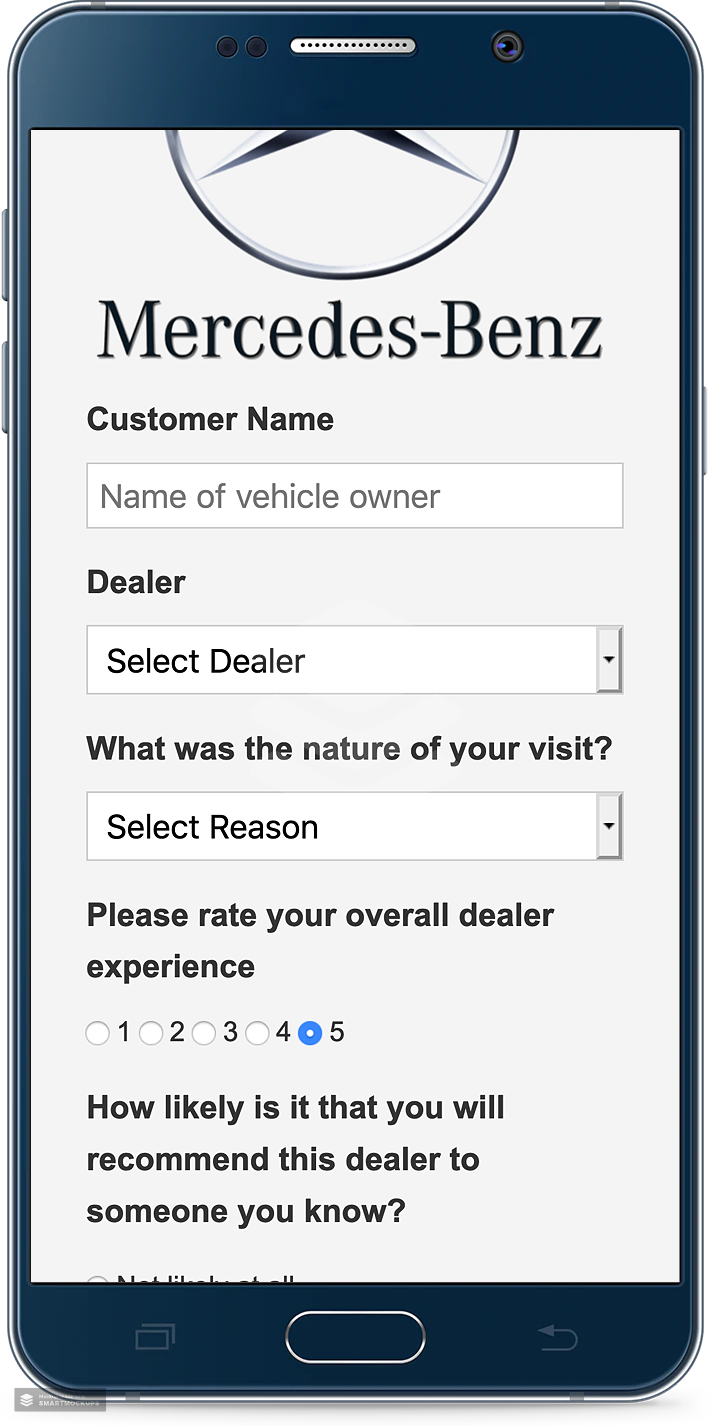 Mercedes-Benz
Customer Name
Name of vehicle owner
Dealer
Select Dealer
What was the nature of your visit?
Select Reason
Please rate your overall dealer
experience
1 2 3 4 5
How likely is it that you will
recommend this dealer to
someone you know?
Not likely at all
SMARTMOCKUPS